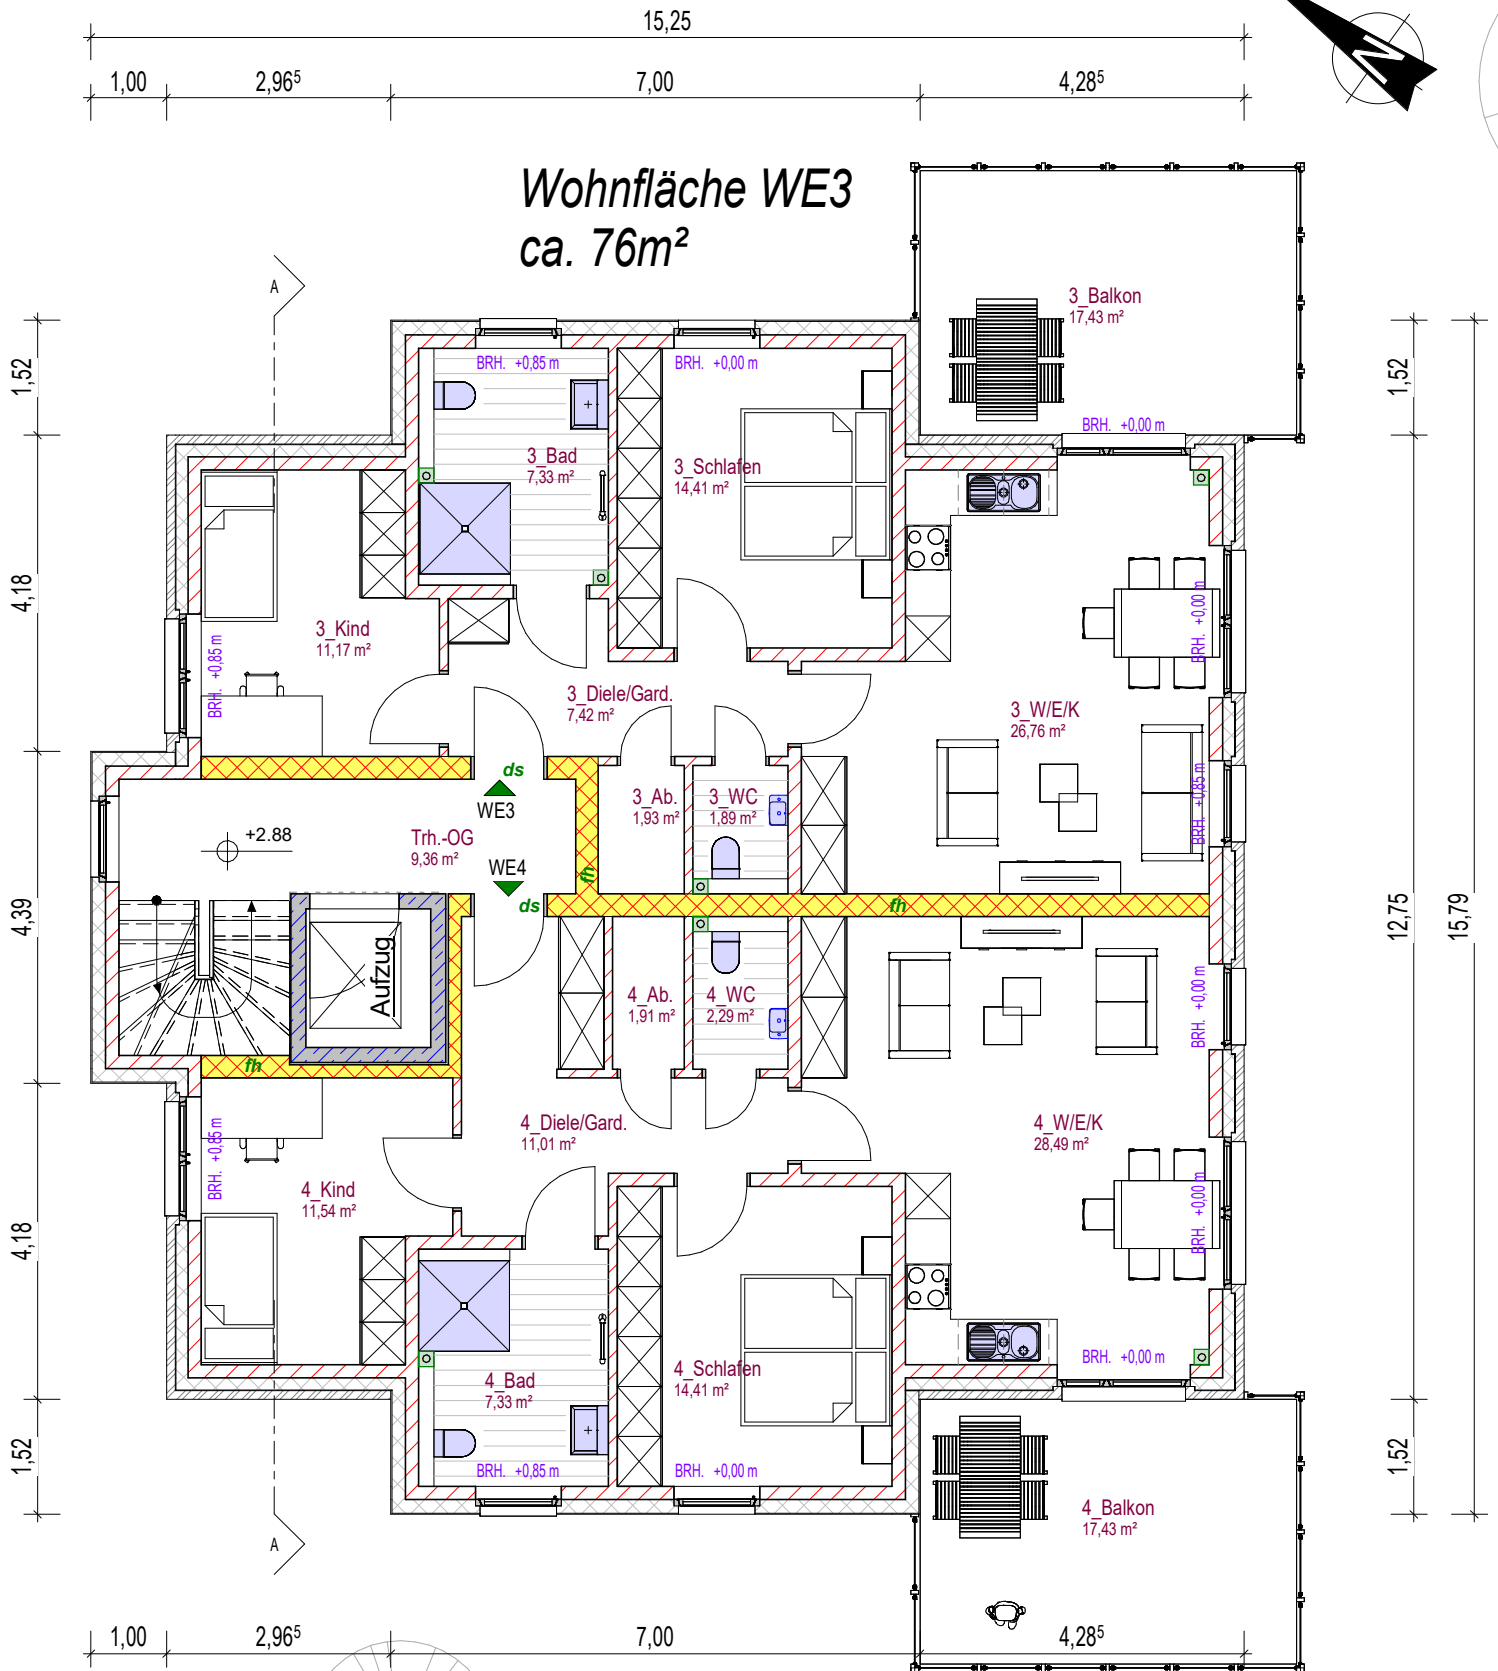 15,25
1,00 2,96⁵ 7,00 4,28⁵
N
Wohnfläche WE3
ca. 76m²
A
3_Balkon
17,43 m²
1,52
1,52
BRH. +0,85 m
BRH. +0,00 m
BRH. +0,00 m
3_Bad
7,33 m²
3_Schlafen
14,41 m²
4,18
BRH. +0,00 m
3_Kind
11,17 m²
BRH. +0,85 m
3_Diele/Gard.
7,42 m²
3_W/E/K
26,76 m²
ds
WE3
3_Ab.
1,93 m²
3_WC
1,89 m²
BRH. +0,85 m
+2.88
Trh.-OG
9,36 m²
WE4
fh
ds
fh
4,39
12,75
15,79
Aufzug
4_Ab.
1,91 m²
4_WC
2,29 m²
BRH. +0,00 m
fh
4_Diele/Gard.
11,01 m²
4_W/E/K
28,49 m²
BRH. +0,85 m
4_Kind
11,54 m²
BRH. +0,00 m
4,18
BRH. +0,00 m
4_Bad
7,33 m²
4_Schlafen
14,41 m²
1,52
1,52
BRH. +0,85 m
BRH. +0,00 m
4_Balkon
17,43 m²
A
1,00 2,96⁵ 7,00 4,28⁵